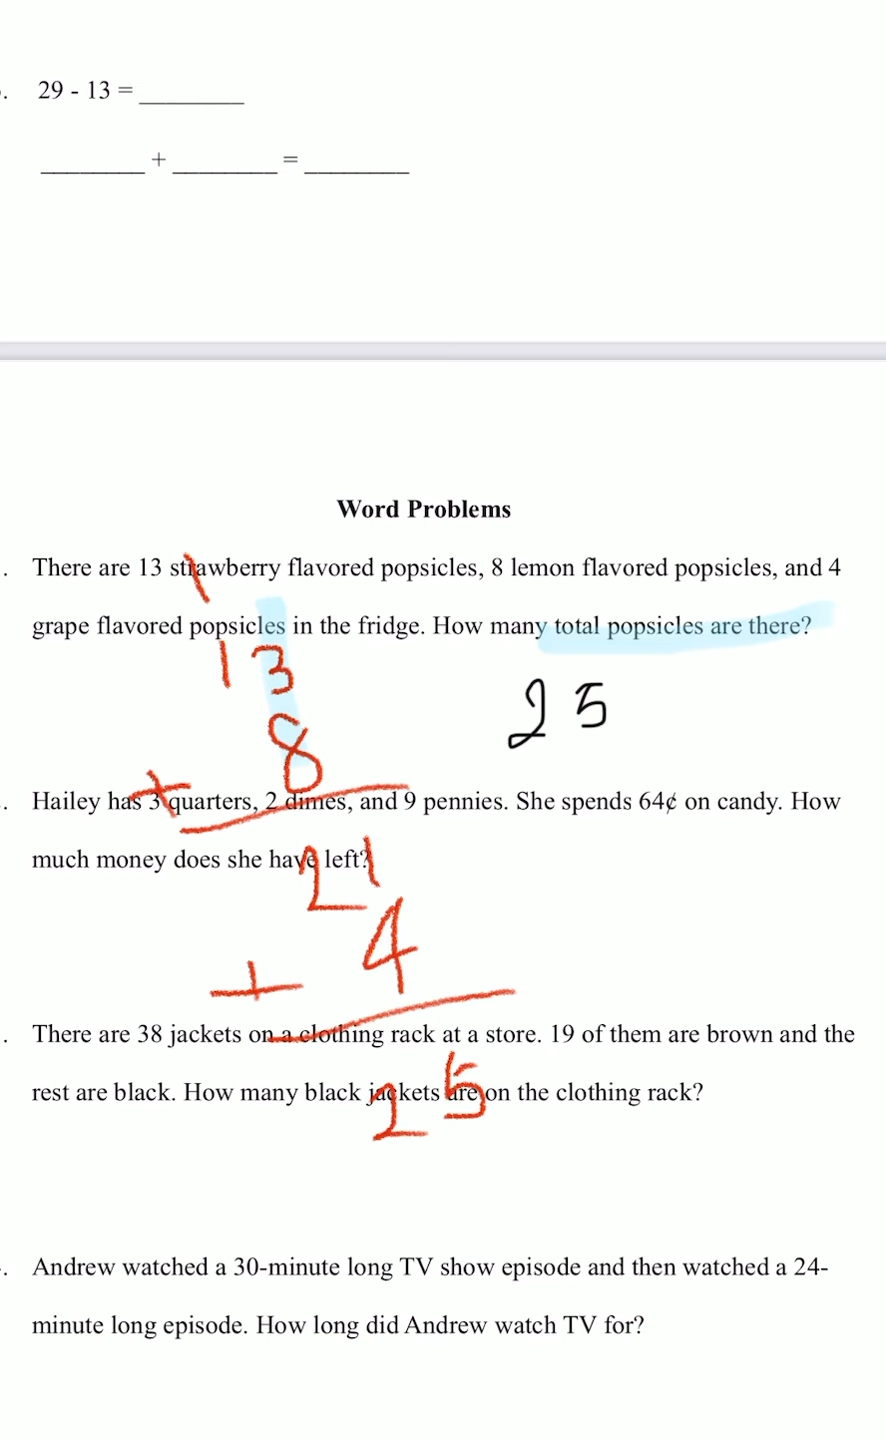 . 29 - 13 = ________
________ + ________ = ________
Word Problems
. There are 13 strawberry flavored popsicles, 8 lemon flavored popsicles, and 4
grape flavored popsicles in the fridge. How many total popsicles are there?
1
13
25
8
+
. Hailey has 3 quarters, 2 dimes, and 9 pennies. She spends 64¢ on candy. How
much money does she have left?
21
4
+
. There are 38 jackets on a clothing rack at a store. 19 of them are brown and the
rest are black. How many black jackets are on the clothing rack?
25
. Andrew watched a 30-minute long TV show episode and then watched a 24-
minute long episode. How long did Andrew watch TV for?